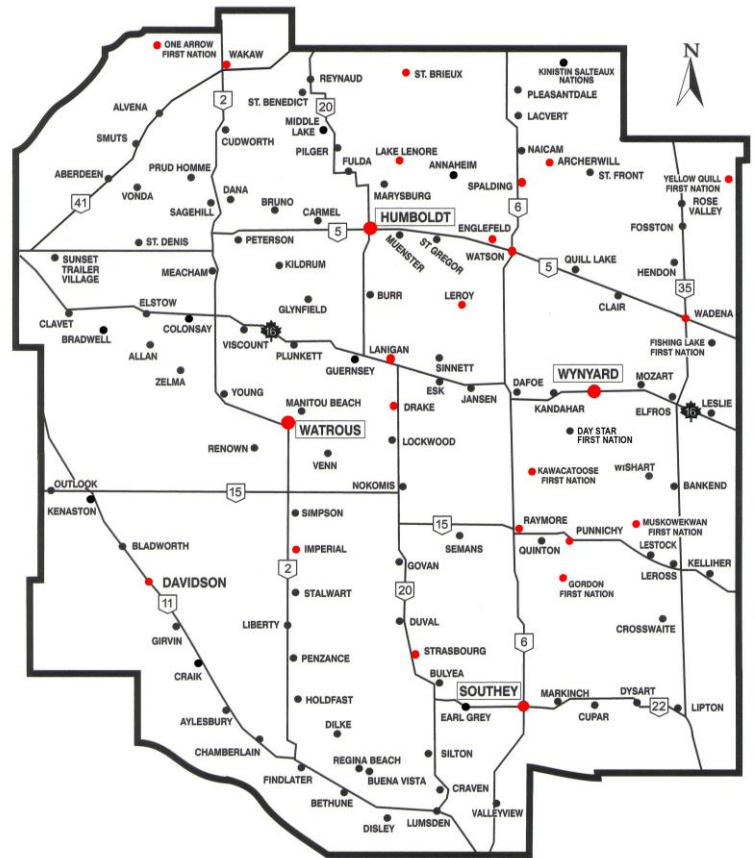 ONE ARROW
FIRST NATION
WAKAW
N
REYNAUD
ST. BRIEUX
KINISTIN SALTEAUX
NATIONS
2
ST. BENEDICT
20
PLEASANTDALE
ALVENA
MIDDLE
LAKE
LACVERT
SMUTS
CUDWORTH
PILGER
LAKE LENORE
NAICAM
ARCHERWILL
ABERDEEN
PRUD HOMME
FULDA
ANNAHEIM
ST. FRONT
VONDA
DANA
MARYSBURG
SPALDING
YELLOW QUILL
FIRST NATION
41
SAGEHILL
BRUNO
CARMEL
HUMBOLDT
6
ROSE
VALLEY
ENGLEFELD
FOSSTON
ST. DENIS
PETERSON
5
MUENSTER
ST GREGOR
WATSON
SUNSET
TRAILER
VILLAGE
MEACHAM
KILDRUM
5
QUILL LAKE
HENDON
35
ELSTOW
GLYNFIELD
BURR
LEROY
CLAIR
WADENA
CLAVET
COLONSAY
16
BRADWELL
ALLAN
VISCOUNT
PLUNKETT
LANIGAN
FISHING LAKE
FIRST NATION
ZELMA
GUERNSEY
SINNETT
WYNYARD
MOZART
YOUNG
MANITOU BEACH
ESK
JANSEN
DAFOE
KANDAHAR
ELFROS
LESLIE
16
DRAKE
WATROUS
DAY STAR
FIRST NATION
RENOWN
VENN
LOCKWOOD
KAWACATOOSE
FIRST NATION
WISHART
OUTLOOK
15
NOKOMIS
BANKEND
KENASTON
SIMPSON
15
RAYMORE
PUNNICHY
MUSKOWEKWAN
FIRST NATION
BLADWORTH
IMPERIAL
SEMANS
QUINTON
LESTOCK
KELLIHER
DAVIDSON
2
GOVAN
LEROSS
11
STALWART
20
GORDON
FIRST NATION
GIRVIN
LIBERTY
DUVAL
CROSSWAITE
6
CRAIK
PENZANCE
STRASBOURG
BULYEA
SOUTHEY
HOLDFAST
MARKINCH
DYSART
22
LIPTON
AYLESBURY
DILKE
EARL GREY
CUPAR
CHAMBERLAIN
SILTON
REGINA BEACH
FINDLATER
BUENA VISTA
CRAVEN
BETHUNE
VALLEYVIEW
LUMSDEN
DISLEY